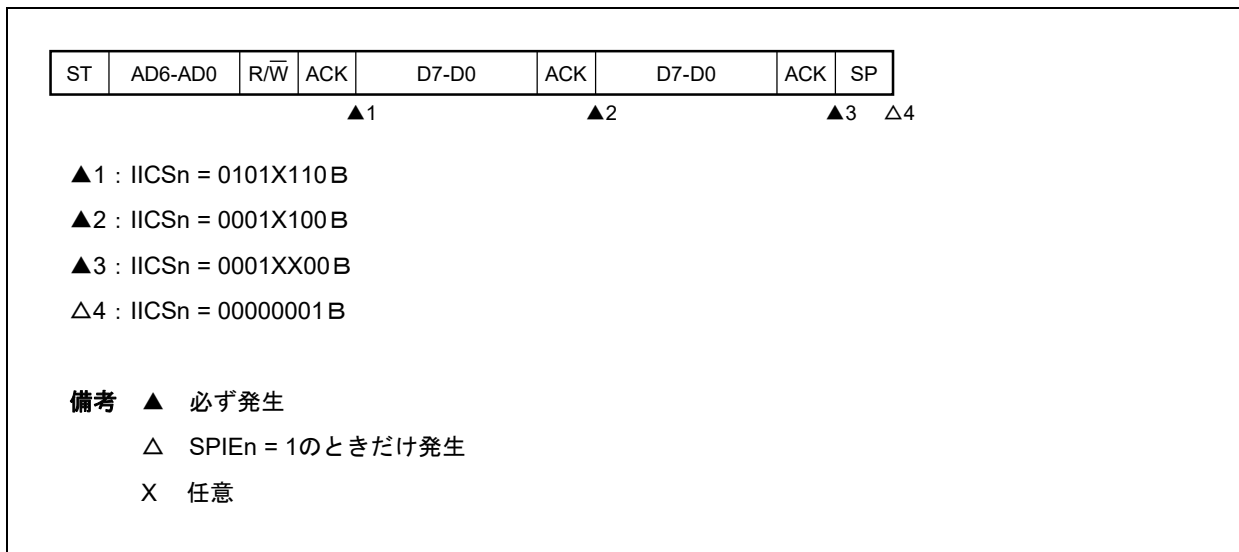 ST AD6-AD0 R/W̅ ACK D7-D0 ACK D7-D0 ACK SP
▲1 ▲2 ▲3 △4
▲1：IICSn = 0101X110Ｂ
▲2：IICSn = 0001X100Ｂ
▲3：IICSn = 0001XX00Ｂ
△4：IICSn = 00000001Ｂ
備考 ▲ 必ず発生
△ SPIEn = 1のときだけ発生
X 任意